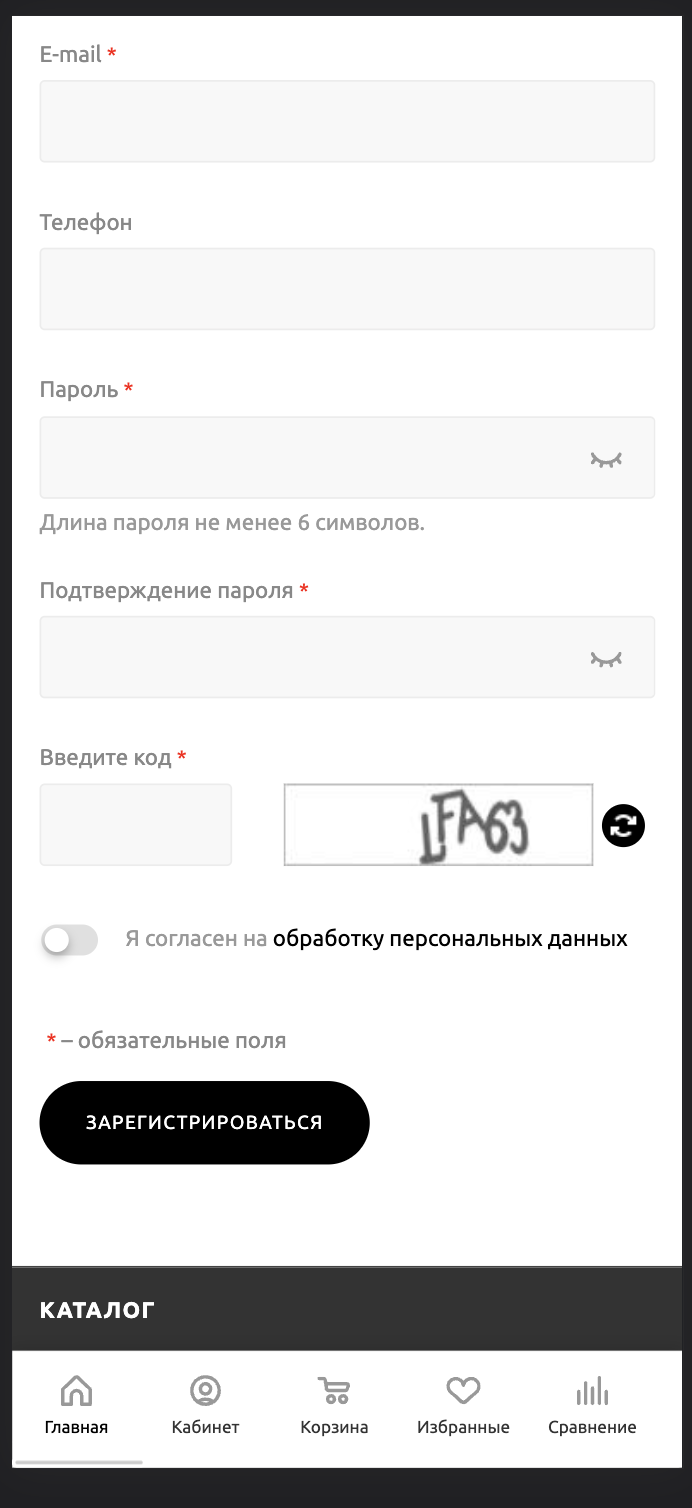 E-mail *
Телефон
Пароль *
Длина пароля не менее 6 символов.
Подтверждение пароля *
Введите код *
LFA63
Я согласен на обработку персональных данных
* – обязательные поля
ЗАРЕГИСТРИРОВАТЬСЯ
КАТАЛОГ
Главная Кабинет Корзина Избранные Сравнение